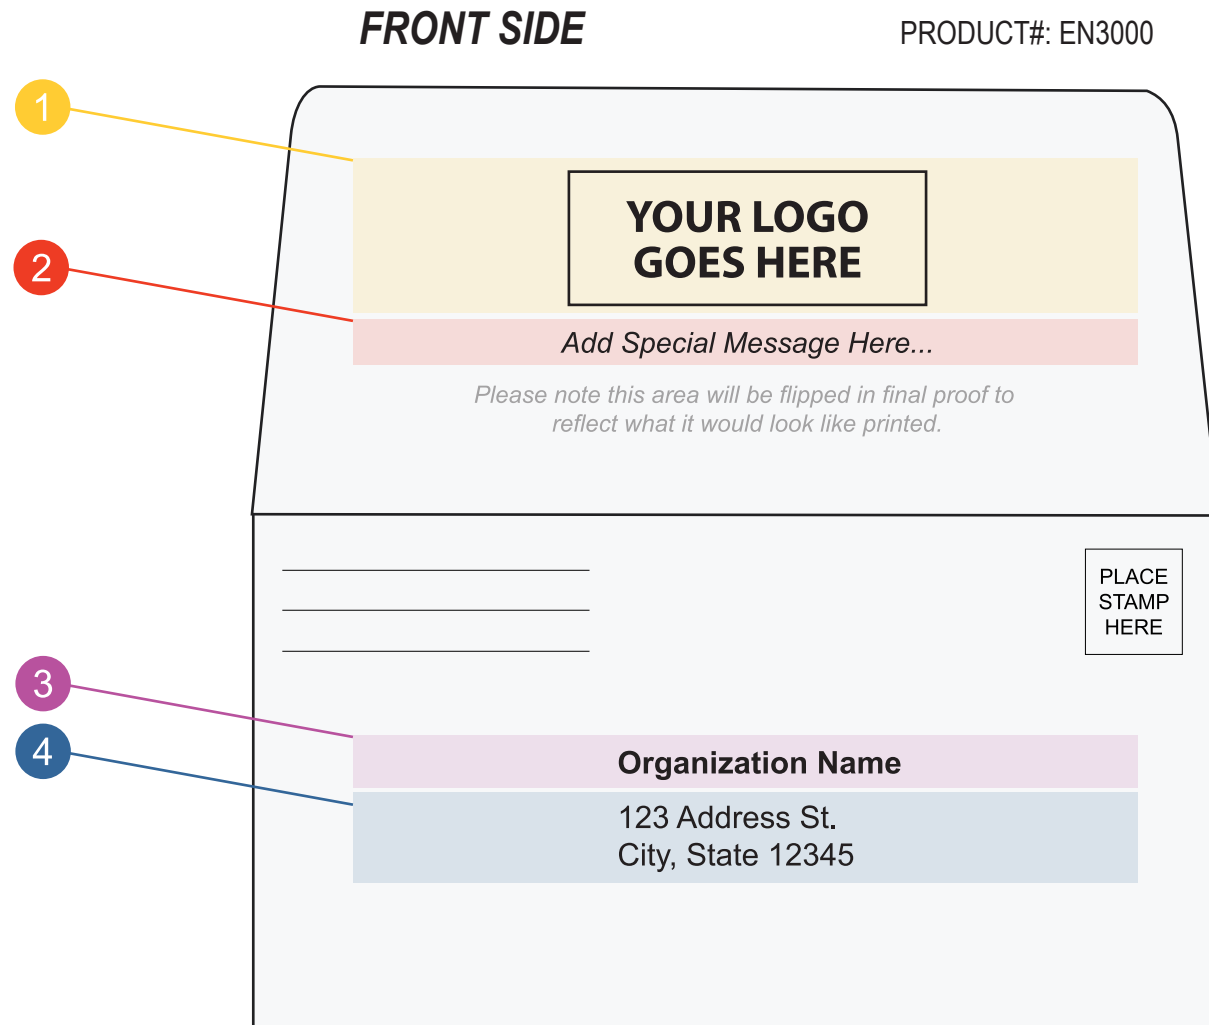 FRONT SIDE
PRODUCT#: EN3000
1
YOUR LOGO
GOES HERE
2
Add Special Message Here...
Please note this area will be flipped in final proof to
reflect what it would look like printed.
PLACE
STAMP
HERE
3
Organization Name
4
123 Address St.
City, State 12345